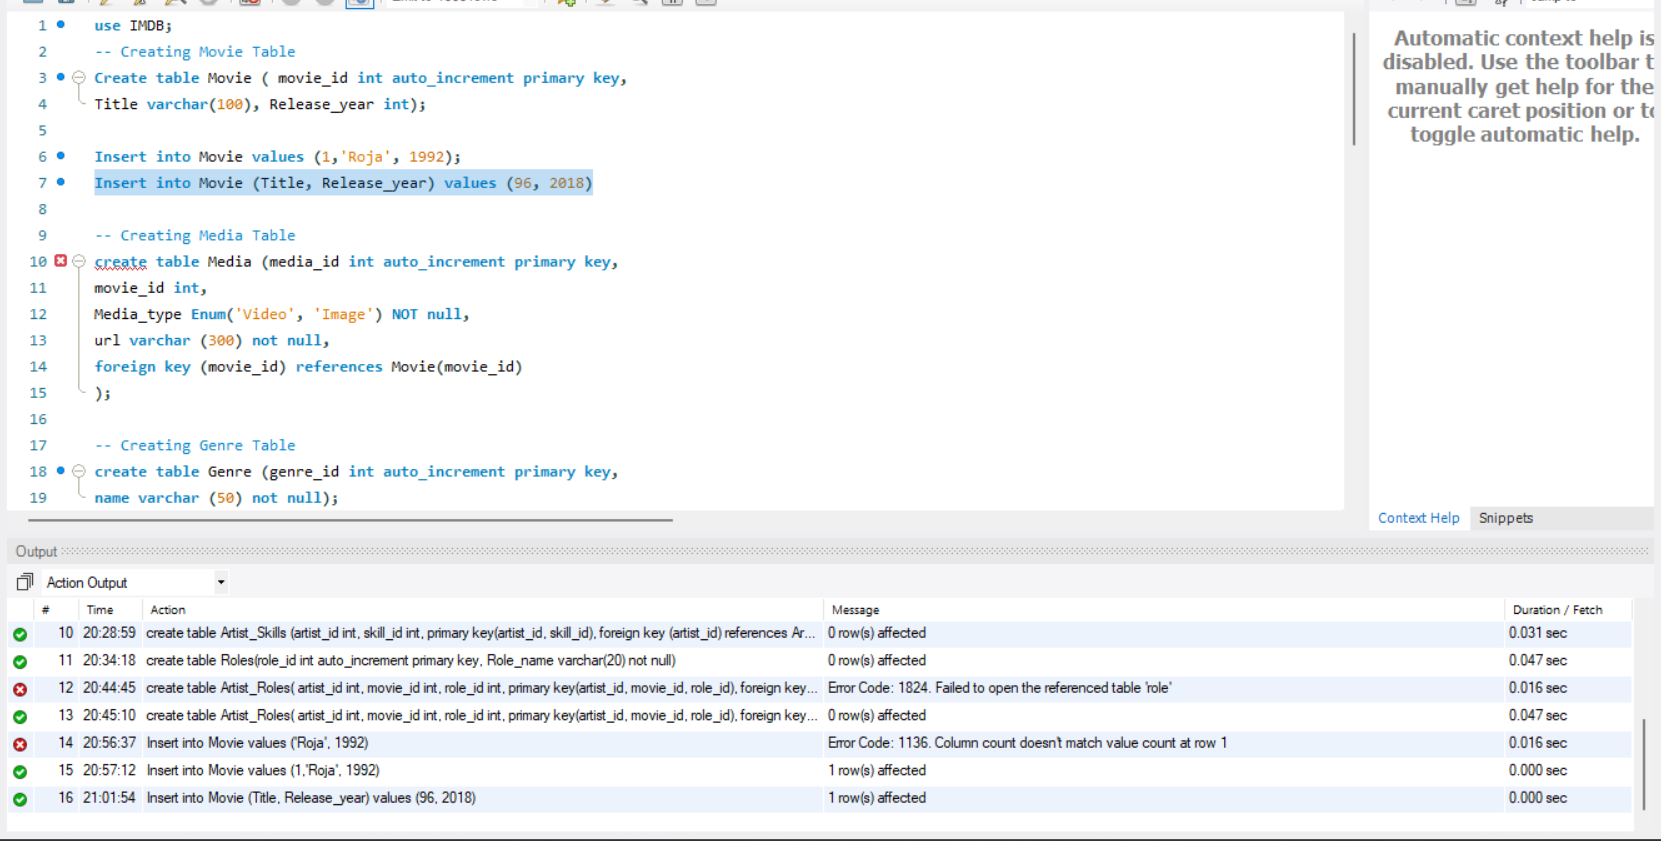 1 use IMDB;
2 -- Creating Movie Table
3 Create table Movie ( movie_id int auto_increment primary key,
4 Title varchar(100), Release_year int);
5
6 Insert into Movie values (1,'Roja', 1992);
7 Insert into Movie (Title, Release_year) values (96, 2018)
8
9 -- Creating Media Table
10 create table Media (media_id int auto_increment primary key,
11 movie_id int,
12 Media_type Enum('Video', 'Image') NOT null,
13 url varchar (300) not null,
14 foreign key (movie_id) references Movie(movie_id)
15 );
16
17 -- Creating Genre Table
18 create table Genre (genre_id int auto_increment primary key,
19 name varchar (50) not null);
Automatic context help is
disabled. Use the toolbar t
manually get help for the
current caret position or to
toggle automatic help.
Context Help Snippets
Output
Action Output
# Time Action Message Duration / Fetch
10 20:28:59 create table Artist_Skills (artist_id int, skill_id int, primary key(artist_id, skill_id), foreign key (artist_id) references Ar... 0 row(s) affected 0.031 sec
11 20:34:18 create table Roles(role_id int auto_increment primary key, Role_name varchar(20) not null) 0 row(s) affected 0.047 sec
12 20:44:45 create table Artist_Roles( artist_id int, movie_id int, role_id int, primary key(artist_id, movie_id, role_id), foreign key... Error Code: 1824. Failed to open the referenced table 'role' 0.016 sec
13 20:45:10 create table Artist_Roles( artist_id int, movie_id int, role_id int, primary key(artist_id, movie_id, role_id), foreign key... 0 row(s) affected 0.047 sec
14 20:56:37 Insert into Movie values ('Roja', 1992) Error Code: 1136. Column count doesn't match value count at row 1 0.016 sec
15 20:57:12 Insert into Movie values (1,'Roja', 1992) 1 row(s) affected 0.000 sec
16 21:01:54 Insert into Movie (Title, Release_year) values (96, 2018) 1 row(s) affected 0.000 sec